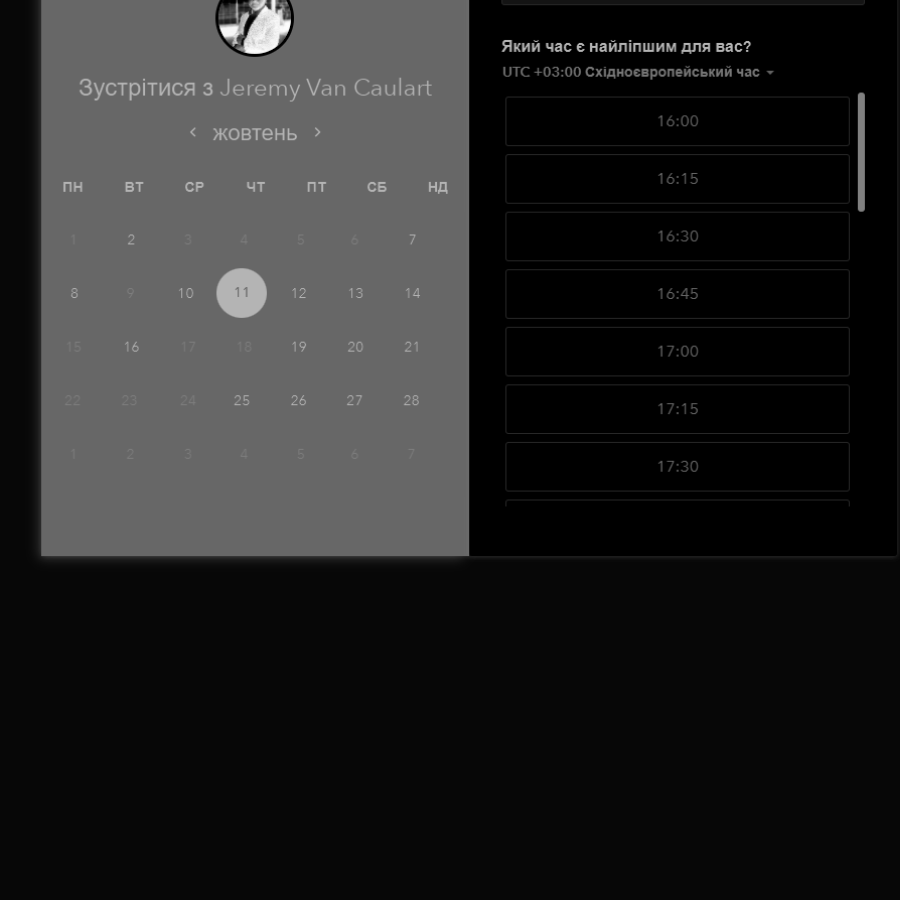 Зустрітися з Jeremy Van Caulart
жовтень
ПН ВТ СР ЧТ ПТ СБ НД
1 2 3 4 5 6 7
8 9 10 11 12 13 14
15 16 17 18 19 20 21
22 23 24 25 26 27 28
1 2 3 4 5 6 7
Який час є найліпшим для вас?
UTC +03:00 Східноєвропейський час
16:00
16:15
16:30
16:45
17:00
17:15
17:30